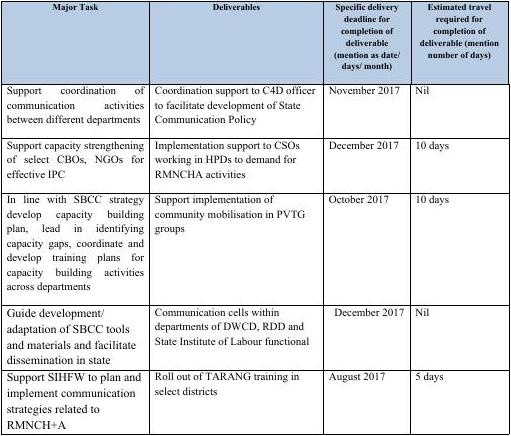 Major Task
Deliverables
Specific delivery
deadline for
completion of
deliverable
(mention as date/
days/ month)
Estimated travel
required for
completion of
deliverable (mention
number of days)
Support coordination of
communication activities
between different departments
Coordination support to C4D officer
to facilitate development of State
Communication Policy
November 2017
Nil
Support capacity strengthening
of select CBOs, NGOs for
effective IPC
Implementation support to CSOs
working in HPDs to demand for
RMNCHA activities
December 2017
10 days
In line with SBCC strategy
develop capacity building
plan, lead in identifying
capacity gaps, coordinate and
develop training plans for
capacity building activities
across departments
Support implementation of
community mobilisation in PVTG
groups
October 2017
10 days
Guide development/
adaptation of SBCC tools
and materials and facilitate
dissemination in state
Communication cells within
departments of DWCD, RDD and
State Institute of Labour functional
December 2017
Nil
Support SIHFW to plan and
implement communication
strategies related to
RMNCH+A
Roll out of TARANG training in
select districts
August 2017
5 days